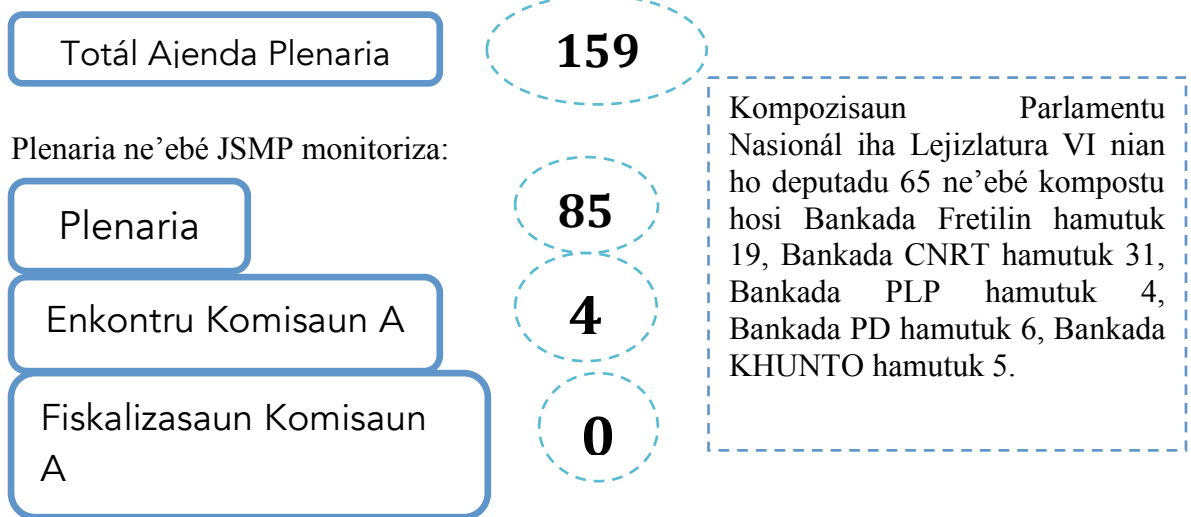 Totál Ajenda Plenaria
159
Plenaria ne’ebé JSMP monitoriza:
Plenaria
85
Enkontru Komisaun A
4
Fiskalizasaun Komisaun
A
0
Kompozisaun Parlamentu
Nasionál iha Lejizlatura VI nian
ho deputadu 65 ne’ebé kompostu
hosi Bankada Fretilin hamutuk
19, Bankada CNRT hamutuk 31,
Bankada PLP hamutuk 4,
Bankada PD hamutuk 6, Bankada
KHUNTO hamutuk 5.